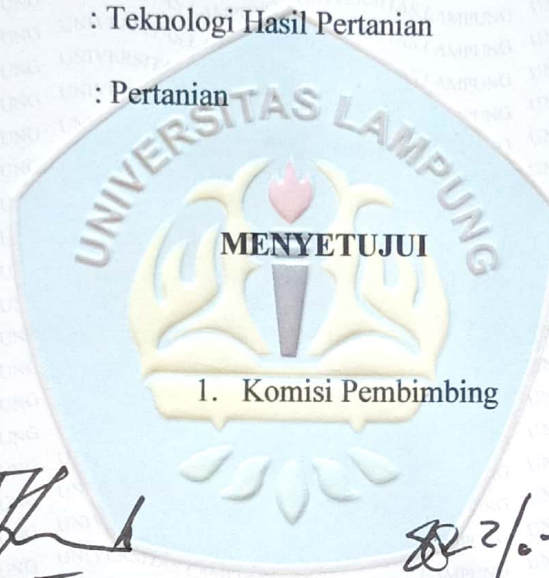 : Teknologi Hasil Pertanian
: Pertanian
UNIVERSITAS LAMPUNG
MENYETUJUI
1. Komisi Pembimbing